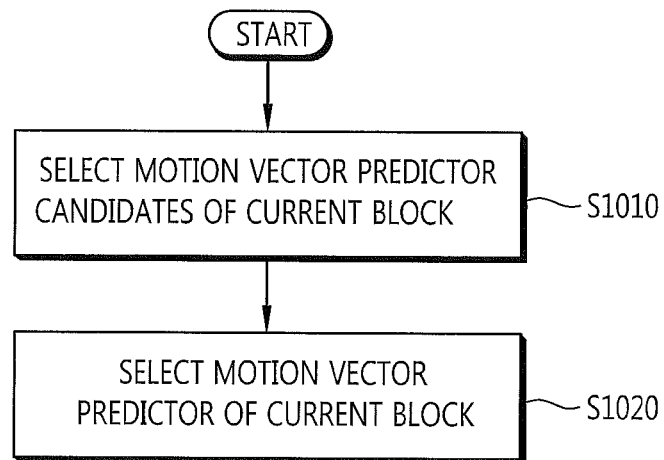 START
SELECT MOTION VECTOR PREDICTOR
CANDIDATES OF CURRENT BLOCK
S1010
SELECT MOTION VECTOR
PREDICTOR OF CURRENT BLOCK
S1020